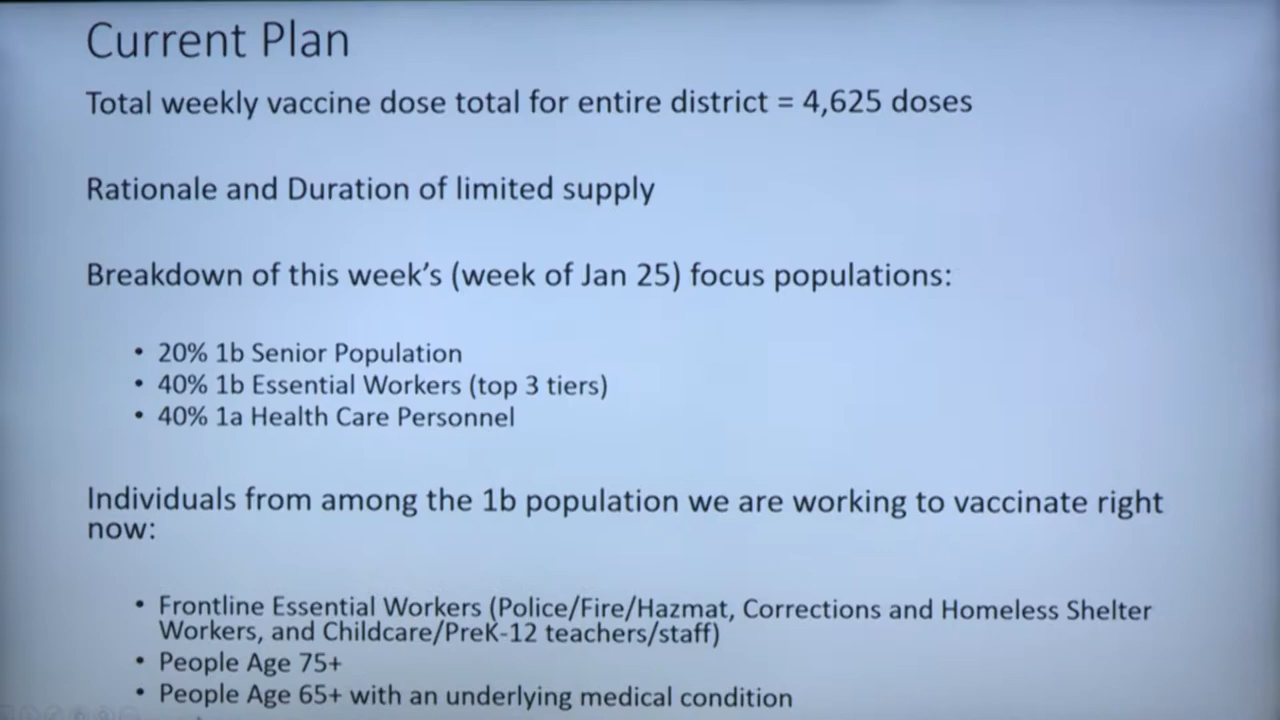 Current Plan
Total weekly vaccine dose total for entire district = 4,625 doses
Rationale and Duration of limited supply
Breakdown of this week's (week of Jan 25) focus populations:
• 20% 1b Senior Population
• 40% 1b Essential Workers (top 3 tiers)
• 40% 1a Health Care Personnel
Individuals from among the 1b population we are working to vaccinate right
now:
• Frontline Essential Workers (Police/Fire/Hazmat, Corrections and Homeless Shelter
Workers, and Childcare/PreK-12 teachers/staff)
• People Age 75+
• People Age 65+ with an underlying medical condition